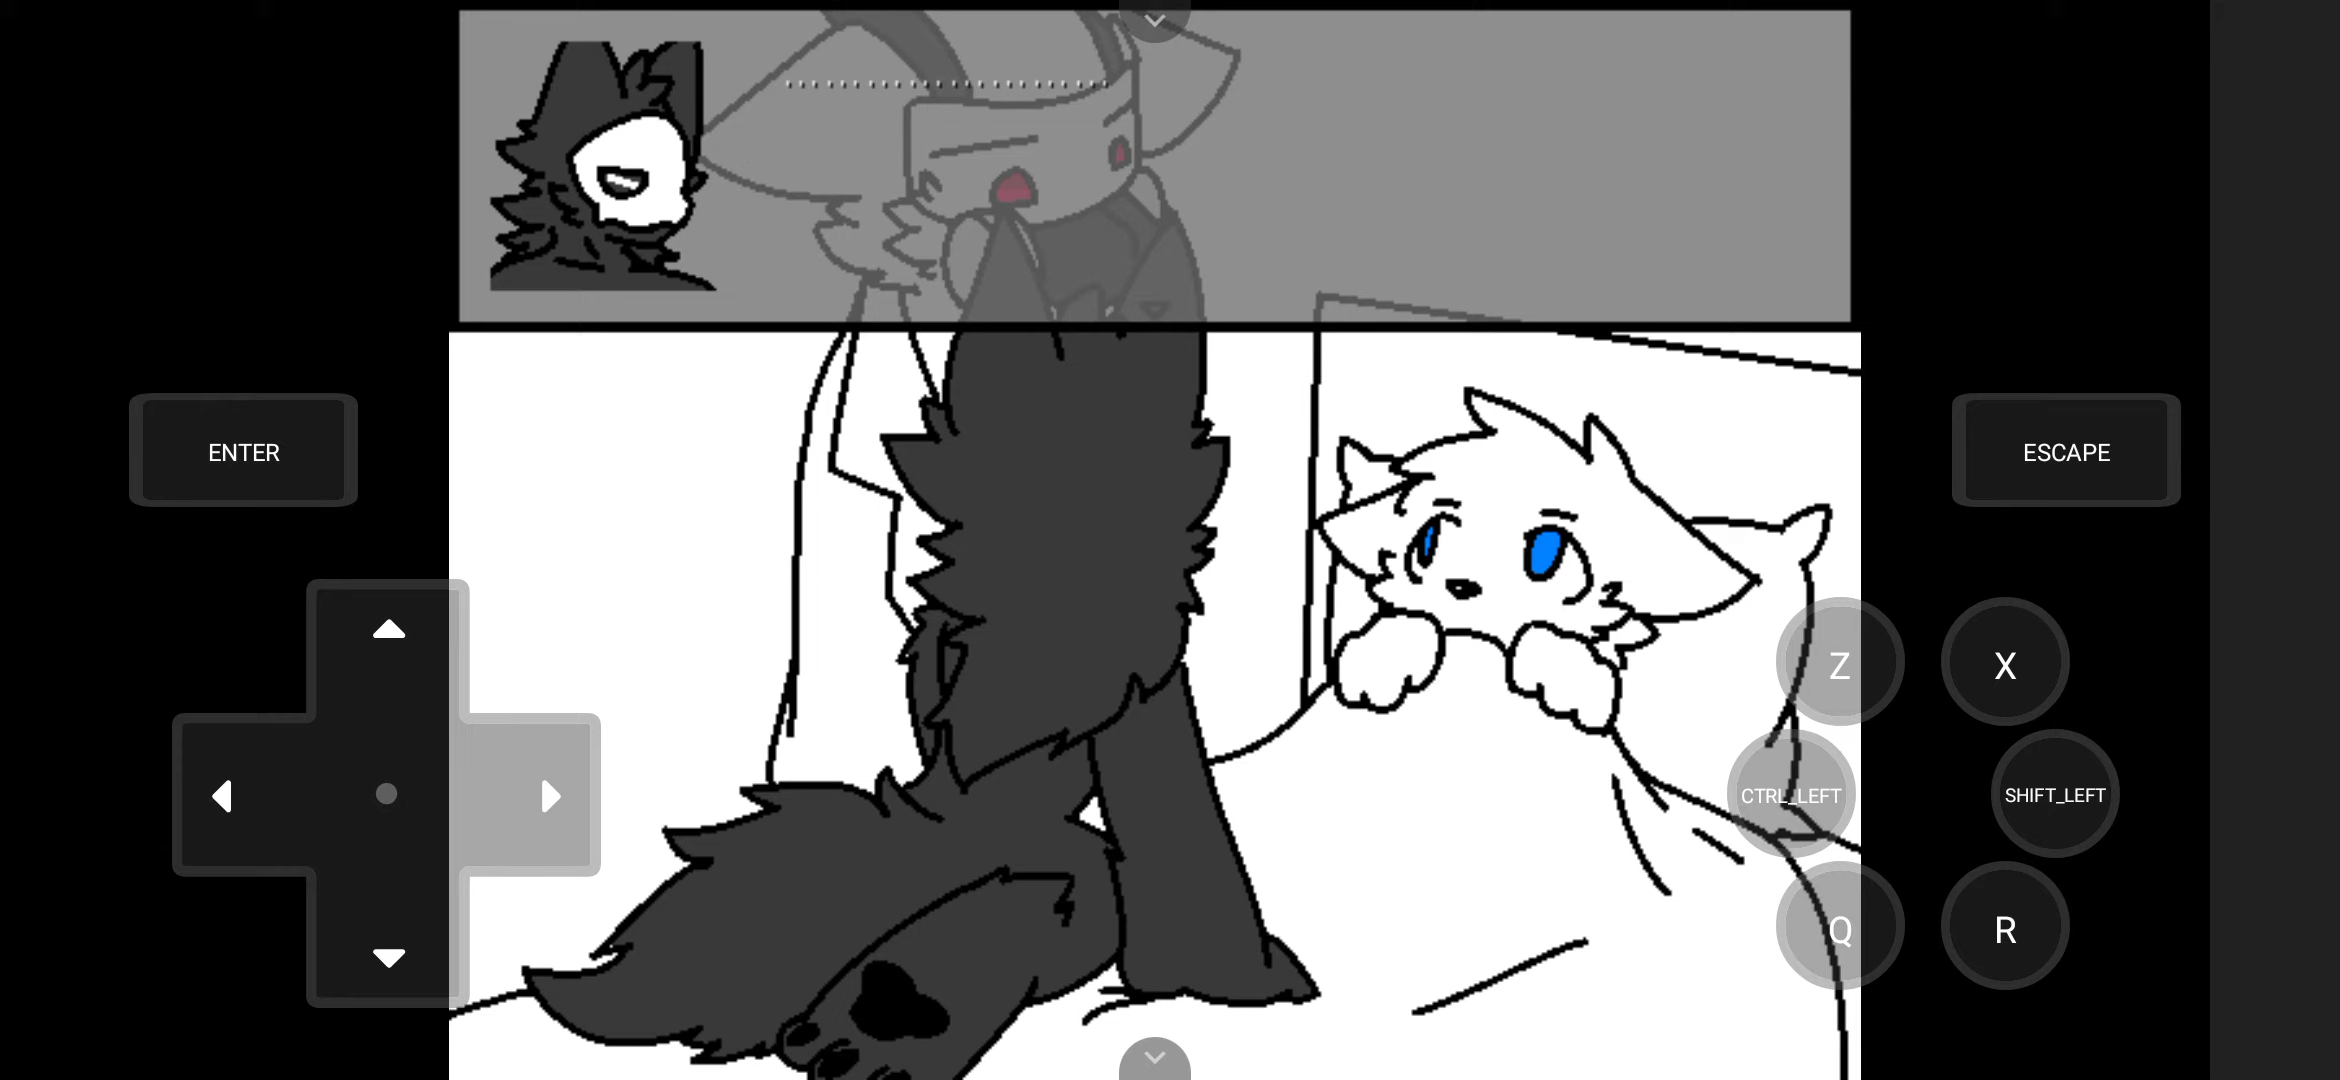 ................................
ENTER
ESCAPE
Z
X
CTRL_LEFT
SHIFT_LEFT
Q
R